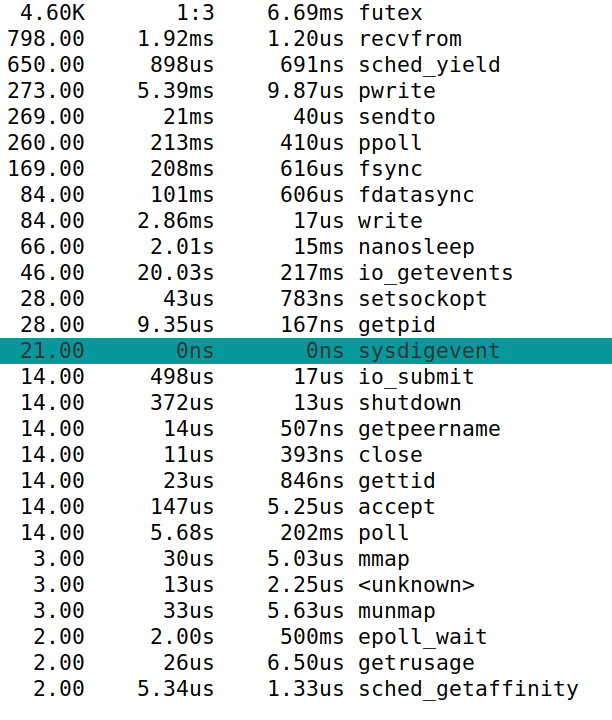 4.60K 1:3 6.69ms futex
798.00 1.92ms 1.20us recvfrom
650.00 898us 691ns sched_yield
273.00 5.39ms 9.87us pwrite
269.00 21ms 40us sendto
260.00 213ms 410us ppoll
169.00 208ms 616us fsync
84.00 101ms 606us fdatasync
84.00 2.86ms 17us write
66.00 2.01s 15ms nanosleep
46.00 20.03s 217ms io_getevents
28.00 43us 783ns setsockopt
28.00 9.35us 167ns getpid
21.00 0ns 0ns sysdigevent
14.00 498us 17us io_submit
14.00 372us 13us shutdown
14.00 14us 507ns getpeername
14.00 11us 393ns close
14.00 23us 846ns gettid
14.00 147us 5.25us accept
14.00 5.68s 202ms poll
3.00 30us 5.03us mmap
3.00 13us 2.25us <unknown>
3.00 33us 5.63us munmap
2.00 2.00s 500ms epoll_wait
2.00 26us 6.50us getrusage
2.00 5.34us 1.33us sched_getaffinity